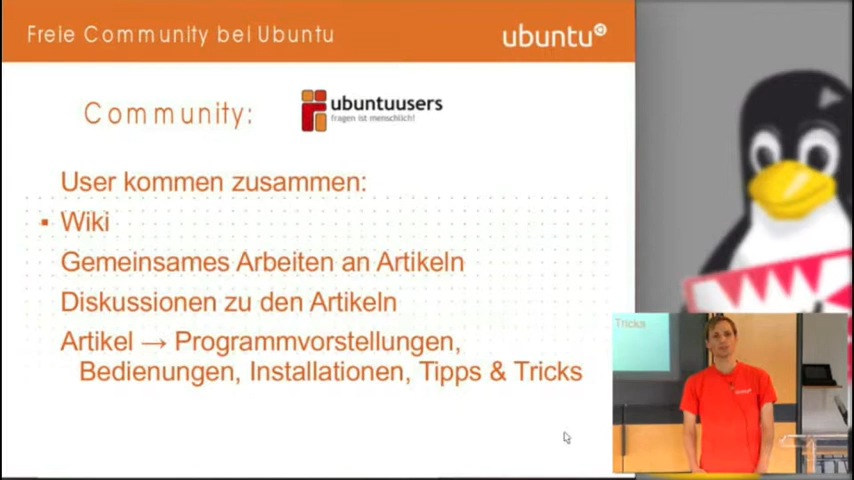 Freie Community bei Ubuntu
ubuntu
Community:
ubuntuusers
fragen ist menschlich!
User kommen zusammen:
Wiki
Gemeinsames Arbeiten an Artikeln
Diskussionen zu den Artikeln
Artikel → Programmvorstellungen,
Bedienungen, Installationen, Tipps & Tricks
Tricks